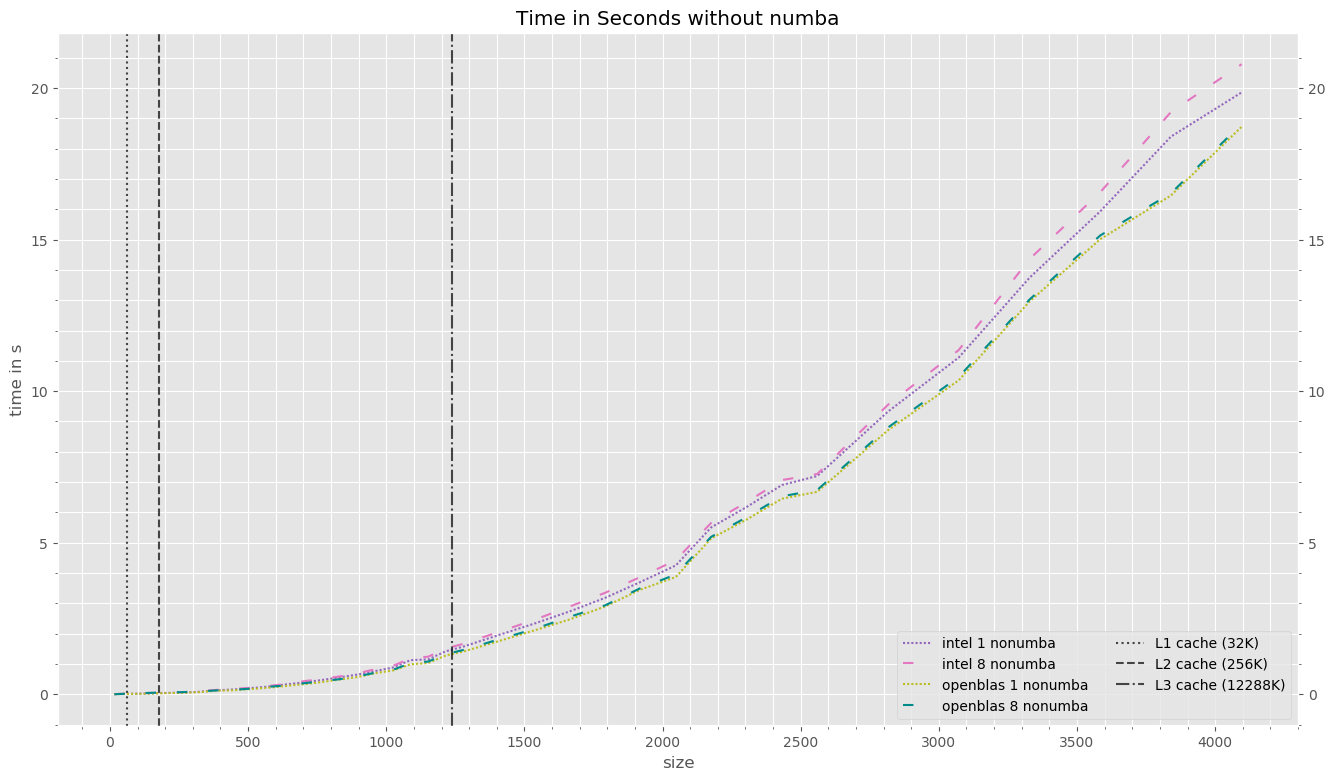 Time in Seconds without numba
time in s
20
15
10
5
0
20
15
10
5
0
0 500 1000 1500 2000 2500 3000 3500 4000
size
intel 1 nonumba
intel 8 nonumba
openblas 1 nonumba
openblas 8 nonumba
L1 cache (32K)
L2 cache (256K)
L3 cache (12288K)